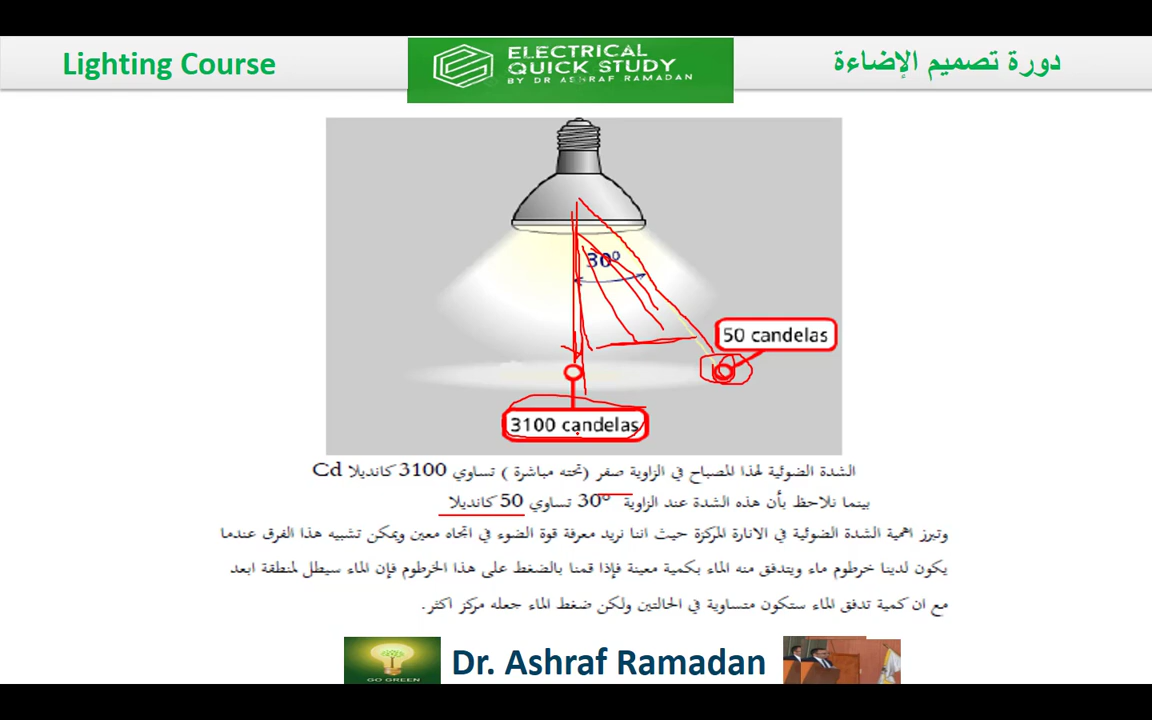 Lighting Course
ELECTRICAL
QUICK STUDY
BY DR ASHRAF RAMADAN
دورة تصميم الإضاءة
30º
50 candelas
3100 candelas
الشدة الضوئية لهذا المصباح في الزاوية صفر (تحته مباشرة ) تساوي 3100 كانديلا Cd
بينما نلاحظ بأن هذه الشدة عند الزاوية 30º تساوي 50 كانديلا
وتبرز اهمية الشدة الضوئية في الانارة المركزة حيث اننا نريد معرفة قوة الضوء في اتجاه معين ويمكن تشبيه هذا الفرق عندما
يكون لدينا خرطوم ماء ويتدفق منه الماء بكمية معينة فإذا قمنا بالضغط على هذا الخرطوم فإن الماء سيطل لمنطقة ابعد
مع ان كمية تدفق الماء ستكون متساوية في الحالتين ولكن ضغط الماء جعله مركز اكثر.
GO GREEN
Dr. Ashraf Ramadan